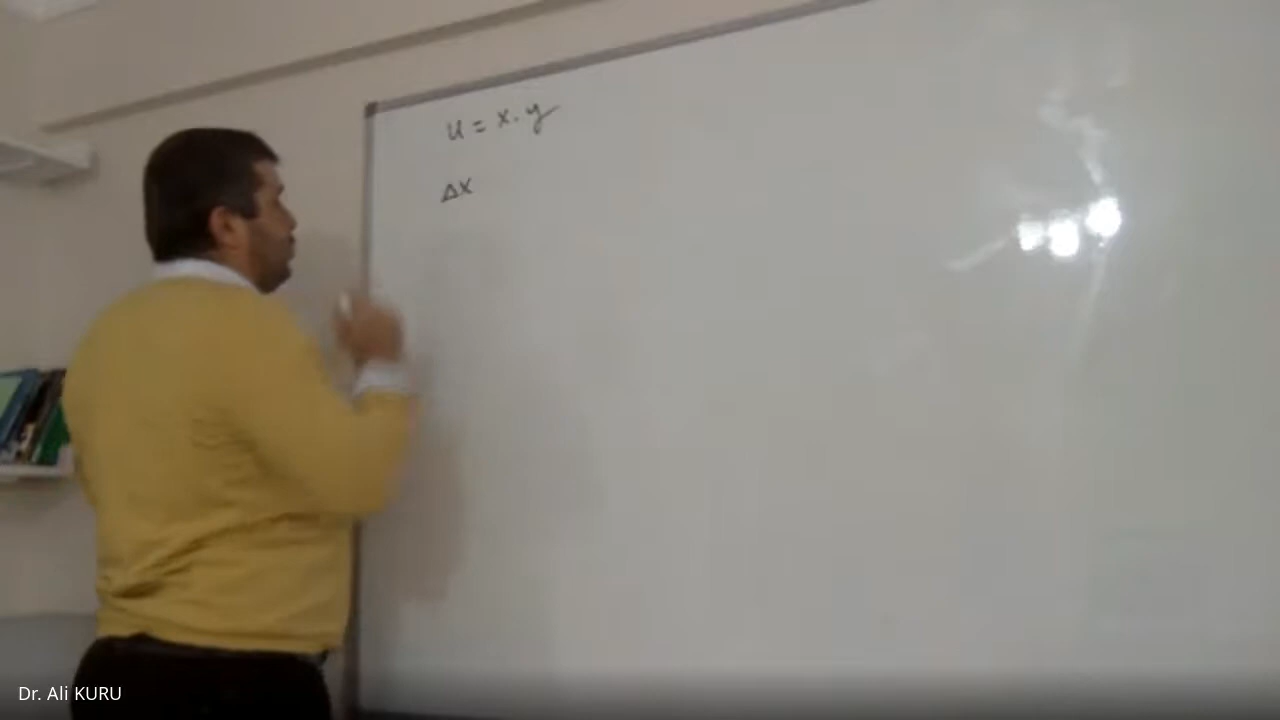 u = x . y
Δx
Dr. Ali KURU